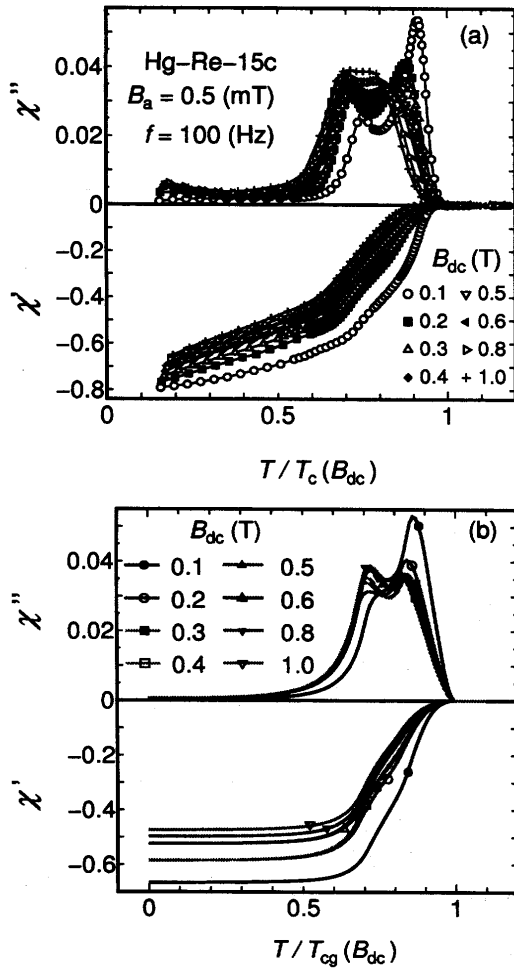 (a)
Hg-Re-15c
B_a = 0.5 (mT)
f = 100 (Hz)
χ''
0.04
0.02
0
χ'
−0.2
−0.4
−0.6
−0.8
B_dc (T)
0.1 0.5
0.2 0.6
0.3 0.8
0.4 1.0
0 0.5 1
T / T_c (B_dc)
(b)
B_dc (T)
0.1 0.5
0.2 0.6
0.3 0.8
0.4 1.0
χ''
0.04
0.02
0
χ'
−0.2
−0.4
−0.6
0 0.5 1
T / T_cg (B_dc)